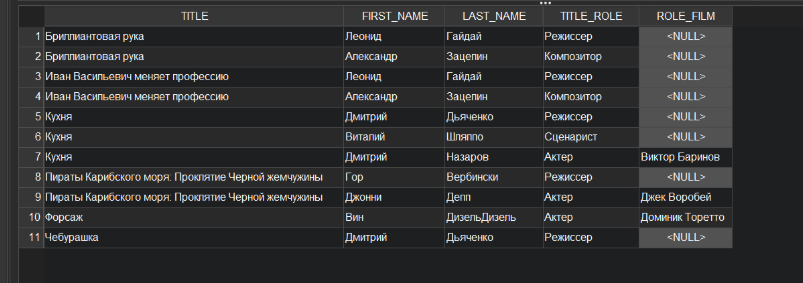 TITLE FIRST_NAME LAST_NAME TITLE_ROLE ROLE_FILM
1 Бриллиантовая рука Леонид Гайдай Режиссер <NULL>
2 Бриллиантовая рука Александр Зацепин Композитор <NULL>
3 Иван Васильевич меняет профессию Леонид Гайдай Режиссер <NULL>
4 Иван Васильевич меняет профессию Александр Зацепин Композитор <NULL>
5 Кухня Дмитрий Дьяченко Режиссер <NULL>
6 Кухня Виталий Шляппо Сценарист <NULL>
7 Кухня Дмитрий Назаров Актер Виктор Баринов
8 Пираты Карибского моря: Проклятие Черной жемчужины Гор Вербински Режиссер <NULL>
9 Пираты Карибского моря: Проклятие Черной жемчужины Джонни Депп Актер Джек Воробей
10 Форсаж Вин ДизельДизель Актер Доминик Торетто
11 Чебурашка Дмитрий Дьяченко Режиссер <NULL>